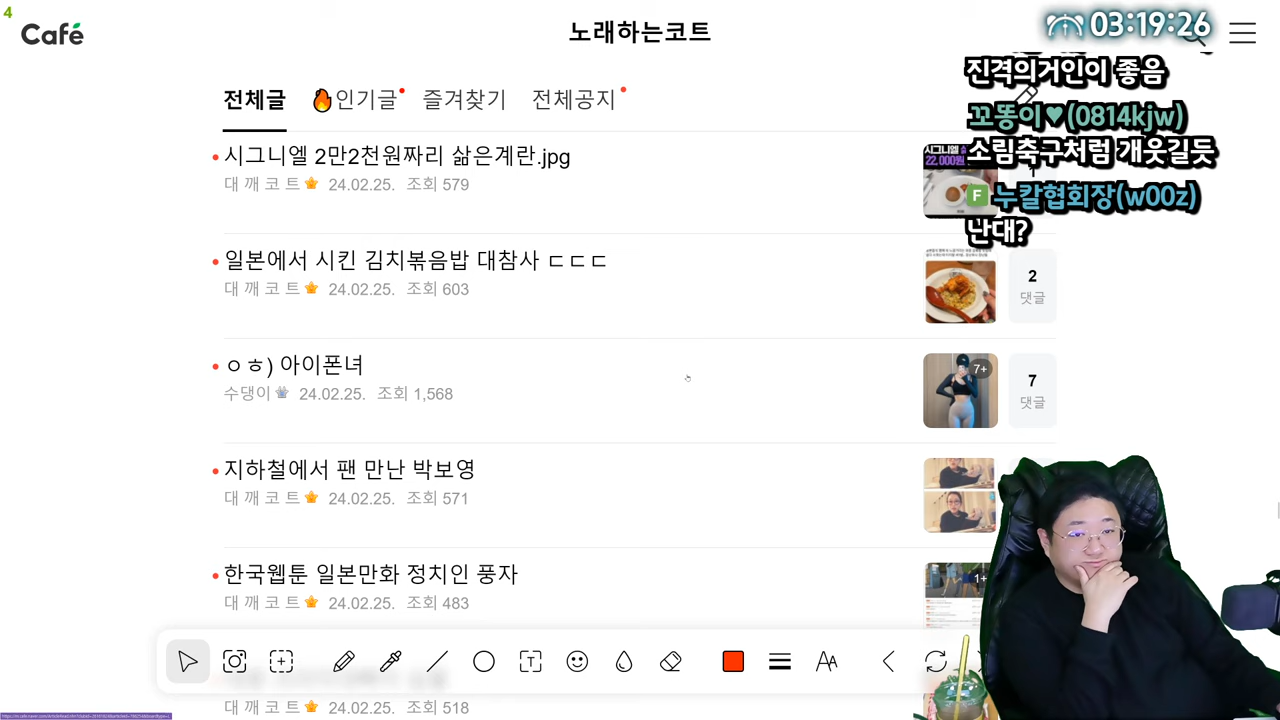 4
Café
노래하는코트
03:19:26
전체글
인기글
즐겨찾기
전체공지
진격의거인이 좋음
꼬똥이♥(0814kjw)
소림축구처럼 개웃길듯
F 누칼협회장(w00z)
난대?
시그니엘 2만2천원짜리 삶은계란.jpg
대 깨 코 트 24.02.25. 조회 579
22,000원
1
일본에서 시킨 김치볶음밥 대참사 ㄷㄷㄷ
대 깨 코 트 24.02.25. 조회 603
2
댓글
ㅇㅎ) 아이폰녀
수댕이 24.02.25. 조회 1,568
7+
7
댓글
지하철에서 팬 만난 박보영
대 깨 코 트 24.02.25. 조회 571
한국웹툰 일본만화 정치인 풍자
대 깨 코 트 24.02.25. 조회 483
1+
대 깨 코 트 24.02.25. 조회 518